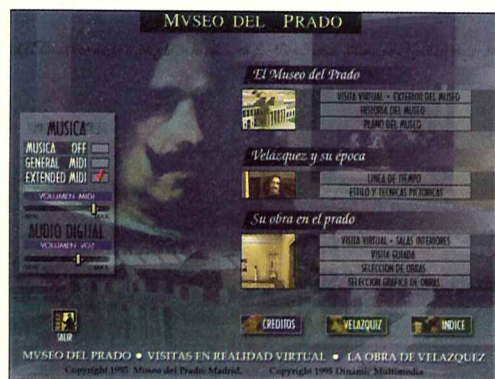 MVSEO DEL PRADO
El Museo del Prado
VISITA VIRTUAL - EXTERIOR DEL MUSEO
HISTORIA DEL MUSEO
PLANO DEL MUSEO
MUSICA
MUSICA OFF
GENERAL MIDI
EXTENDED MIDI
VOLUMEN MIDI
MIN MAX
AUDIO DIGITAL
VOLUMEN VOZ
MIN MAX
SALIR
Velázquez y su época
LINEA DE TIEMPO
ESTILO Y TECNICAS PICTORICAS
Su obra en el prado
VISITA VIRTUAL - SALAS INTERIORES
VISITA GUIADA
SELECCION DE OBRAS
SELECCION GRAFICA DE OBRAS
CREDITOS
VELAZQUIZ
INDICE
MVSEO DEL PRADO • VISITAS EN REALIDAD VIRTUAL • LA OBRA DE VELAZQUEZ
Copyright 1995 Museo del Prado. Madrid. Copyright 1995 Dinamic Multimedia